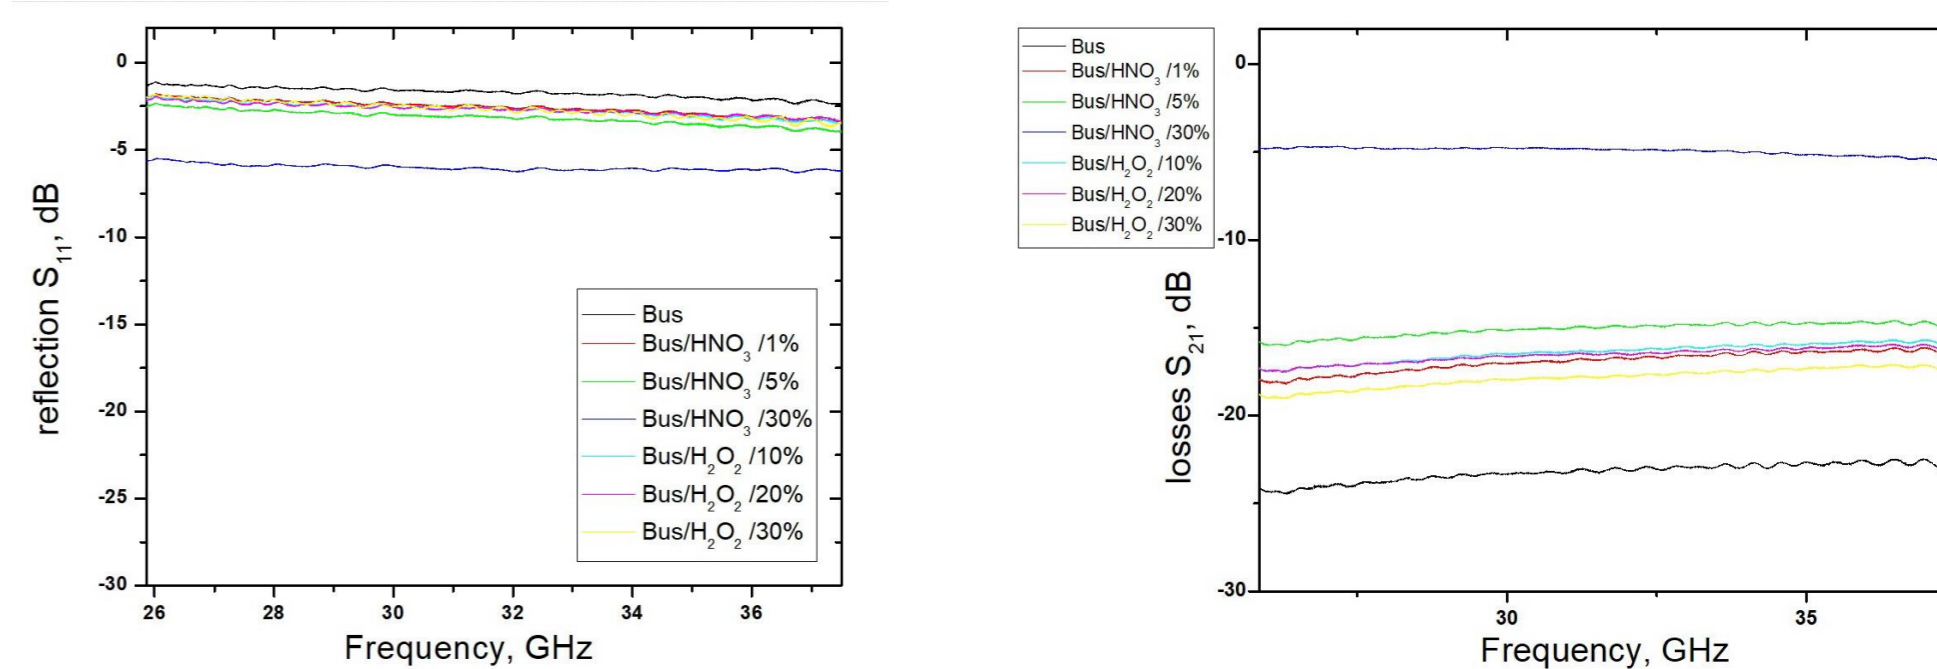 reflection S11, dB
0
-5
-10
-15
-20
-25
-30
26
28
30
32
34
36
Frequency, GHz
Bus
Bus/HNO3 /1%
Bus/HNO3 /5%
Bus/HNO3 /30%
Bus/H2O2 /10%
Bus/H2O2 /20%
Bus/H2O2 /30%
Bus
Bus/HNO3 /1%
Bus/HNO3 /5%
Bus/HNO3 /30%
Bus/H2O2 /10%
Bus/H2O2 /20%
Bus/H2O2 /30%
losses S21, dB
0
-10
-20
-30
30
35
Frequency, GHz